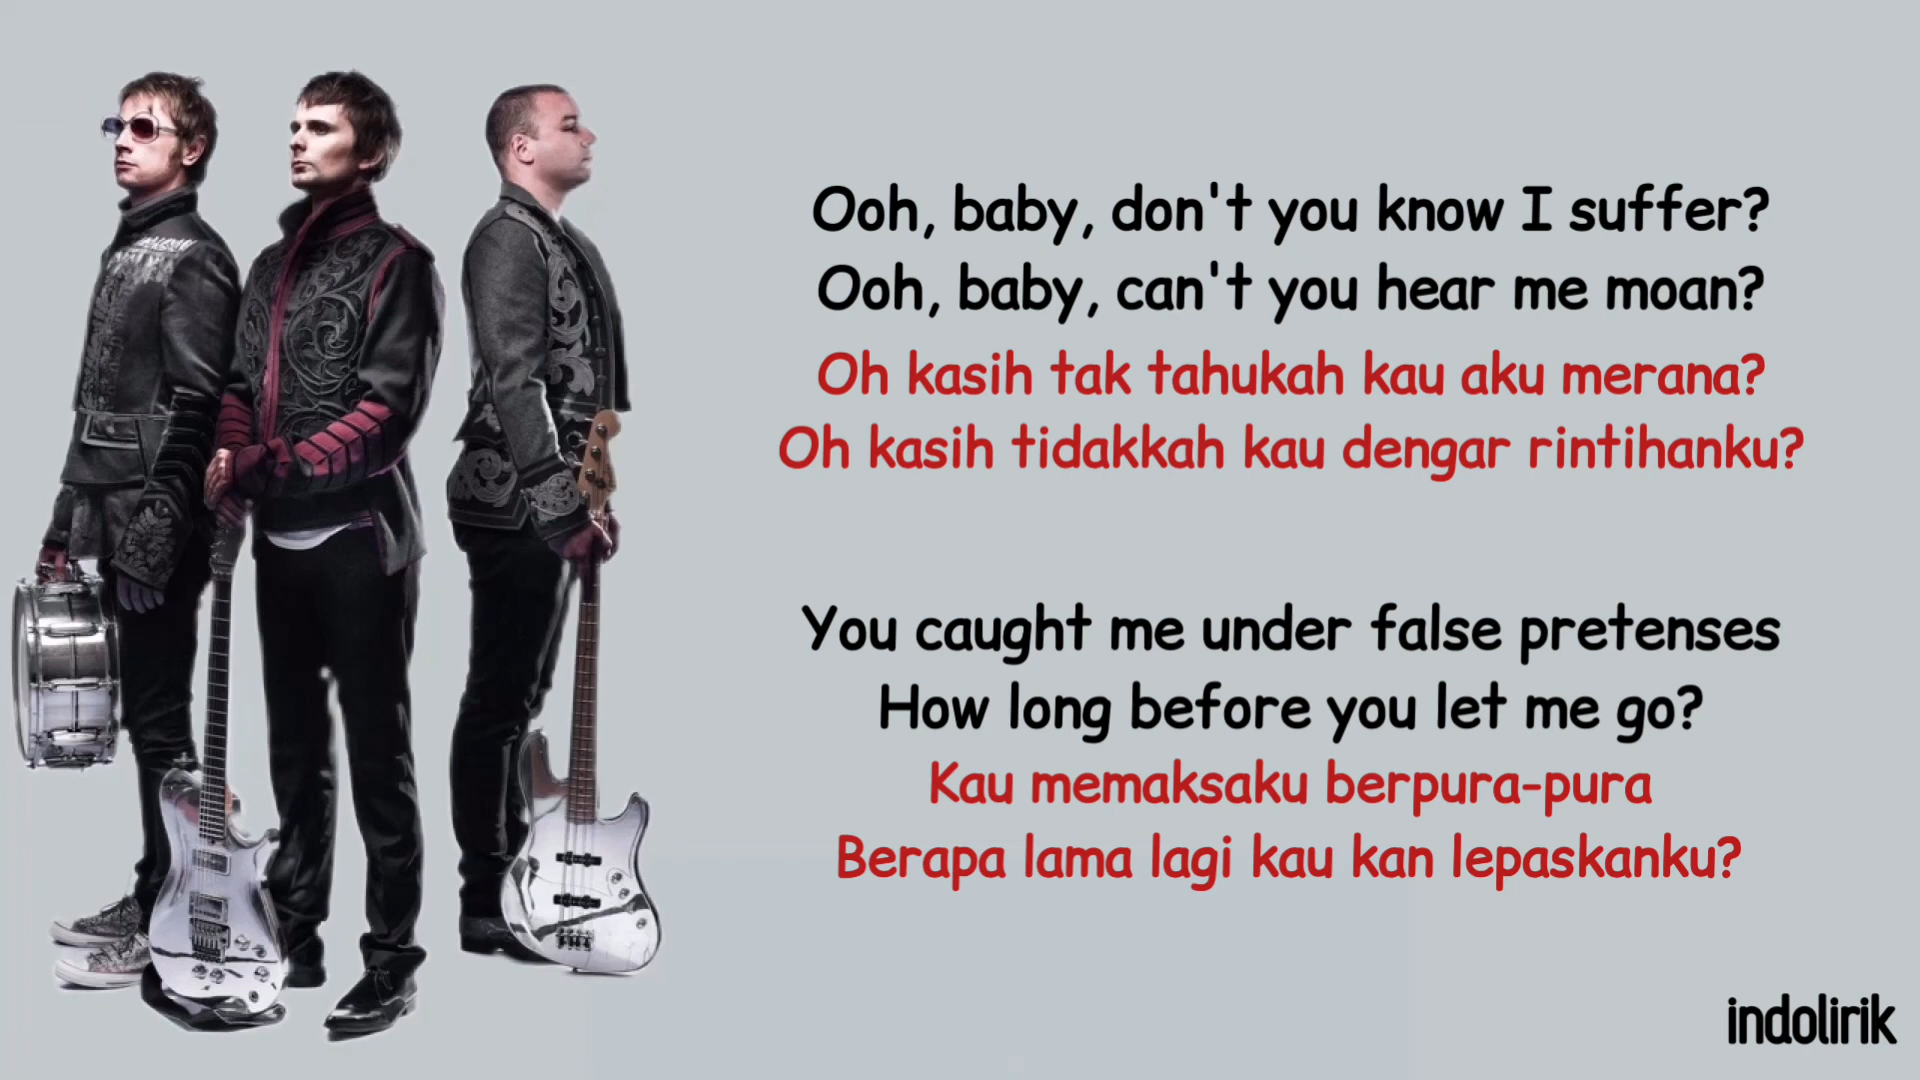 Ooh, baby, don't you know I suffer?
Ooh, baby, can't you hear me moan?
Oh kasih tak tahukah kau aku merana?
Oh kasih tidakkah kau dengar rintihanku?
You caught me under false pretenses
How long before you let me go?
Kau memaksaku berpura-pura
Berapa lama lagi kau kan lepaskanku?
indolirik